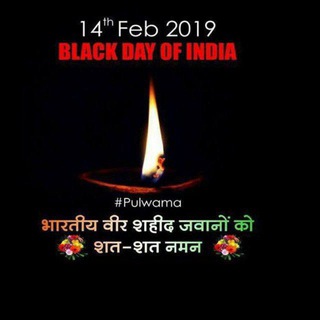 14th Feb 2019
BLACK DAY OF INDIA
#Pulwama
भारतीय वीर शहीद जवानों को
शत-शत नमन